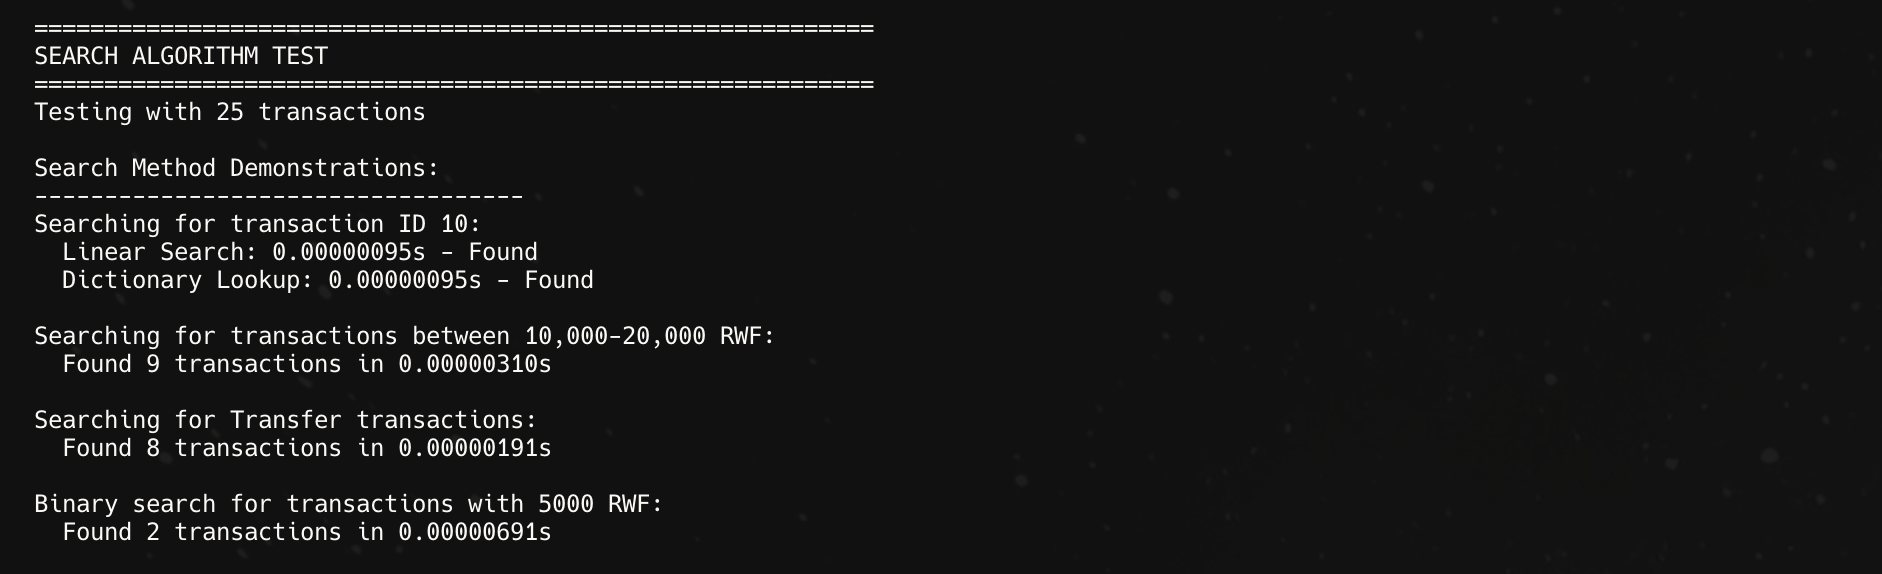 ============================================================
SEARCH ALGORITHM TEST
============================================================
Testing with 25 transactions
Search Method Demonstrations:
-----------------------------------
Searching for transaction ID 10:
Linear Search: 0.00000095s - Found
Dictionary Lookup: 0.00000095s - Found
Searching for transactions between 10,000-20,000 RWF:
Found 9 transactions in 0.00000310s
Searching for Transfer transactions:
Found 8 transactions in 0.00000191s
Binary search for transactions with 5000 RWF:
Found 2 transactions in 0.00000691s